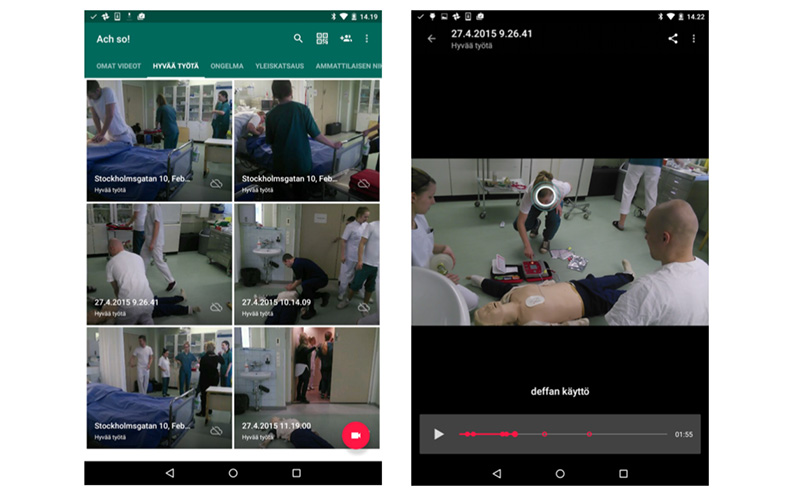 14.19
Ach so!
OMAT VIDEOT HYVÄÄ TYÖTÄ ONGELMA YLEISKATSAUS AMMATTILAISEN NI
Stockholmsgatan 10, Feb...
Hyvää työtä
Stockholmsgatan 10, Feb...
Hyvää työtä
27.4.2015 9.26.41
Hyvää työtä
27.4.2015 10.14.09
Hyvää työtä
Stockholmsgatan 10, Feb...
Hyvää työtä
27.4.2015 11.19.00
Hyvää työtä
14.22
27.4.2015 9.26.41
Hyvää työtä
deffan käyttö
01:55